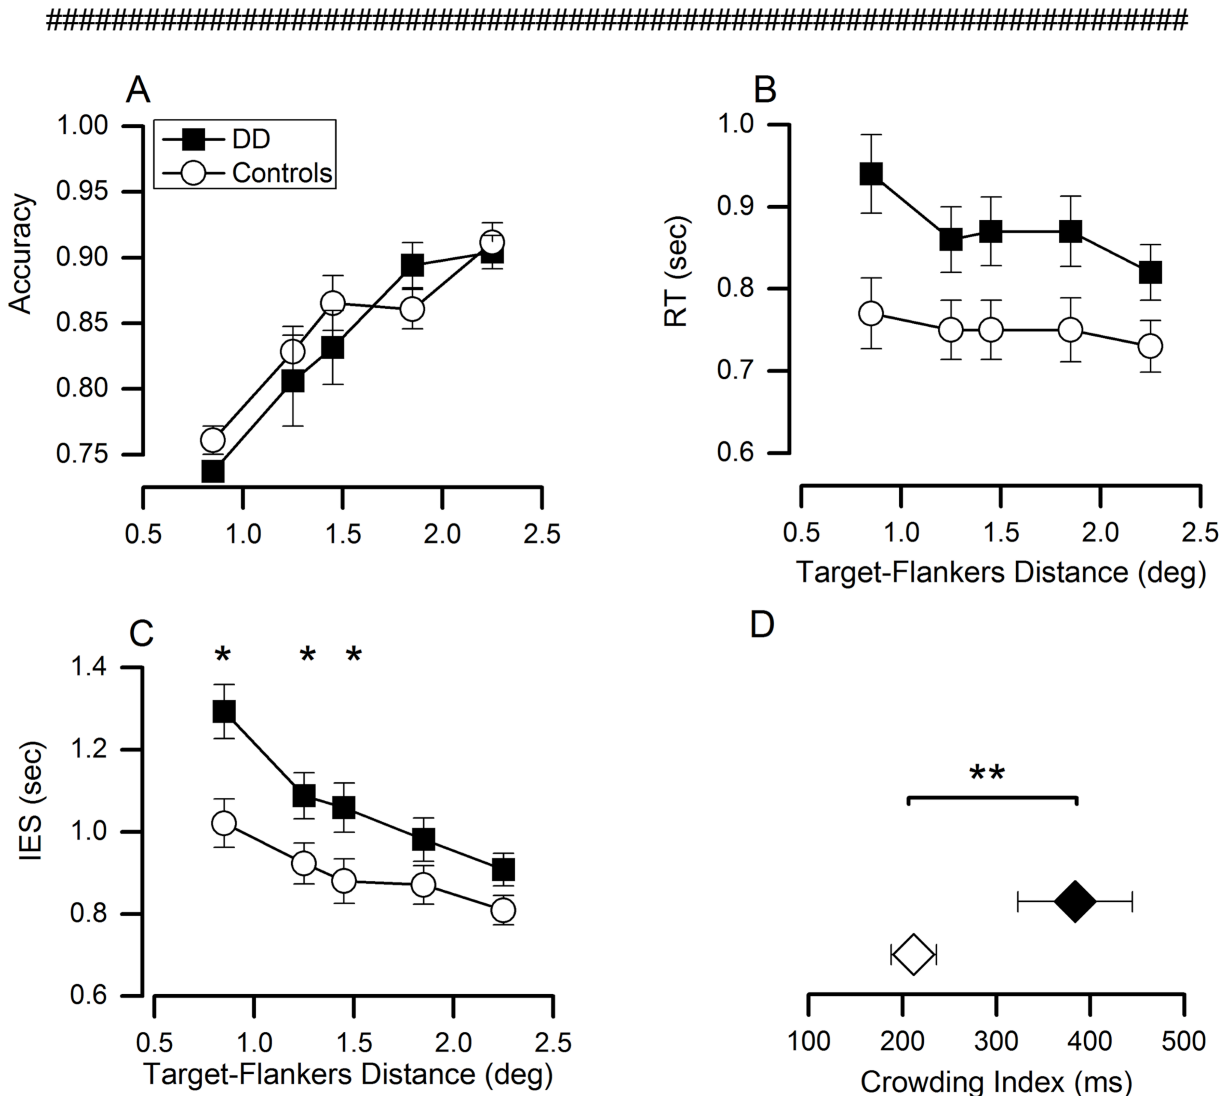 ##########################################################################################
A
1.00
0.95
0.90
0.85
0.80
0.75
Accuracy
DD
Controls
0.5 1.0 1.5 2.0 2.5
B
1.0
0.9
0.8
0.7
0.6
RT (sec)
0.5 1.0 1.5 2.0 2.5
Target-Flankers Distance (deg)
C
* * *
1.4
1.2
1.0
0.8
0.6
IES (sec)
0.5 1.0 1.5 2.0 2.5
Target-Flankers Distance (deg)
D
**
100 200 300 400 500
Crowding Index (ms)